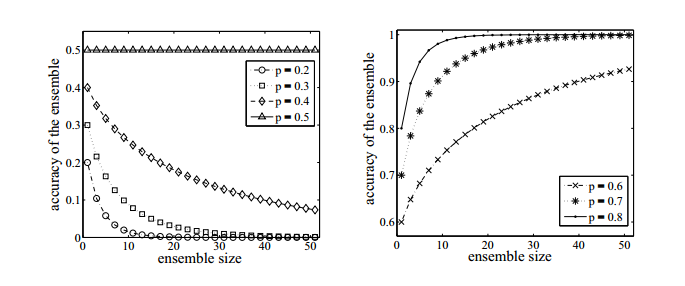 accuracy of the ensemble
0.5
0.4
0.3
0.2
0.1
0
p = 0.2
p = 0.3
p = 0.4
p = 0.5
0 10 20 30 40 50
ensemble size
accuracy of the ensemble
1
0.9
0.8
0.7
0.6
p = 0.6
p = 0.7
p = 0.8
0 10 20 30 40 50
ensemble size